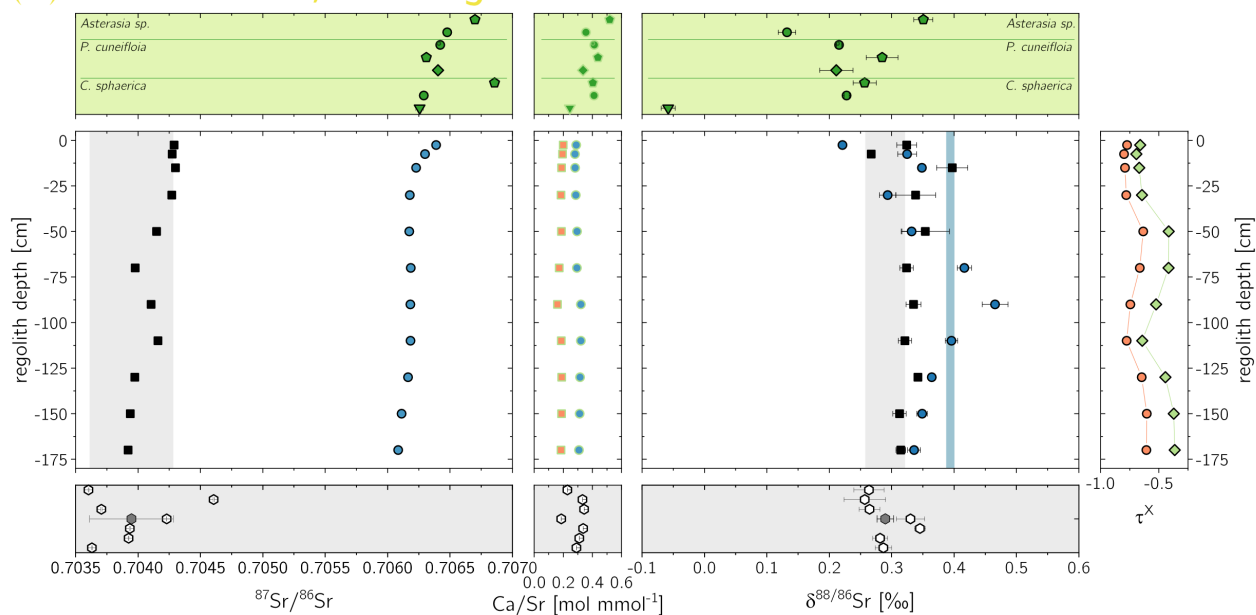 Asterasia sp.
P. cuneifloia
C. sphaerica
Asterasia sp.
P. cuneifloia
C. sphaerica
0
-25
-50
-75
-100
-125
-150
-175
regolith depth [cm]
0
-25
-50
-75
-100
-125
-150
-175
regolith depth [cm]
-1.0 -0.5
τX
0.7035 0.7040 0.7045 0.7050 0.7055 0.7060 0.7065 0.7070
0.0 0.2 0.4 0.6
-0.1 0.0 0.1 0.2 0.3 0.4 0.5 0.6
87Sr/86Sr
Ca/Sr [mol mmol-1]
δ88/86Sr [‰]